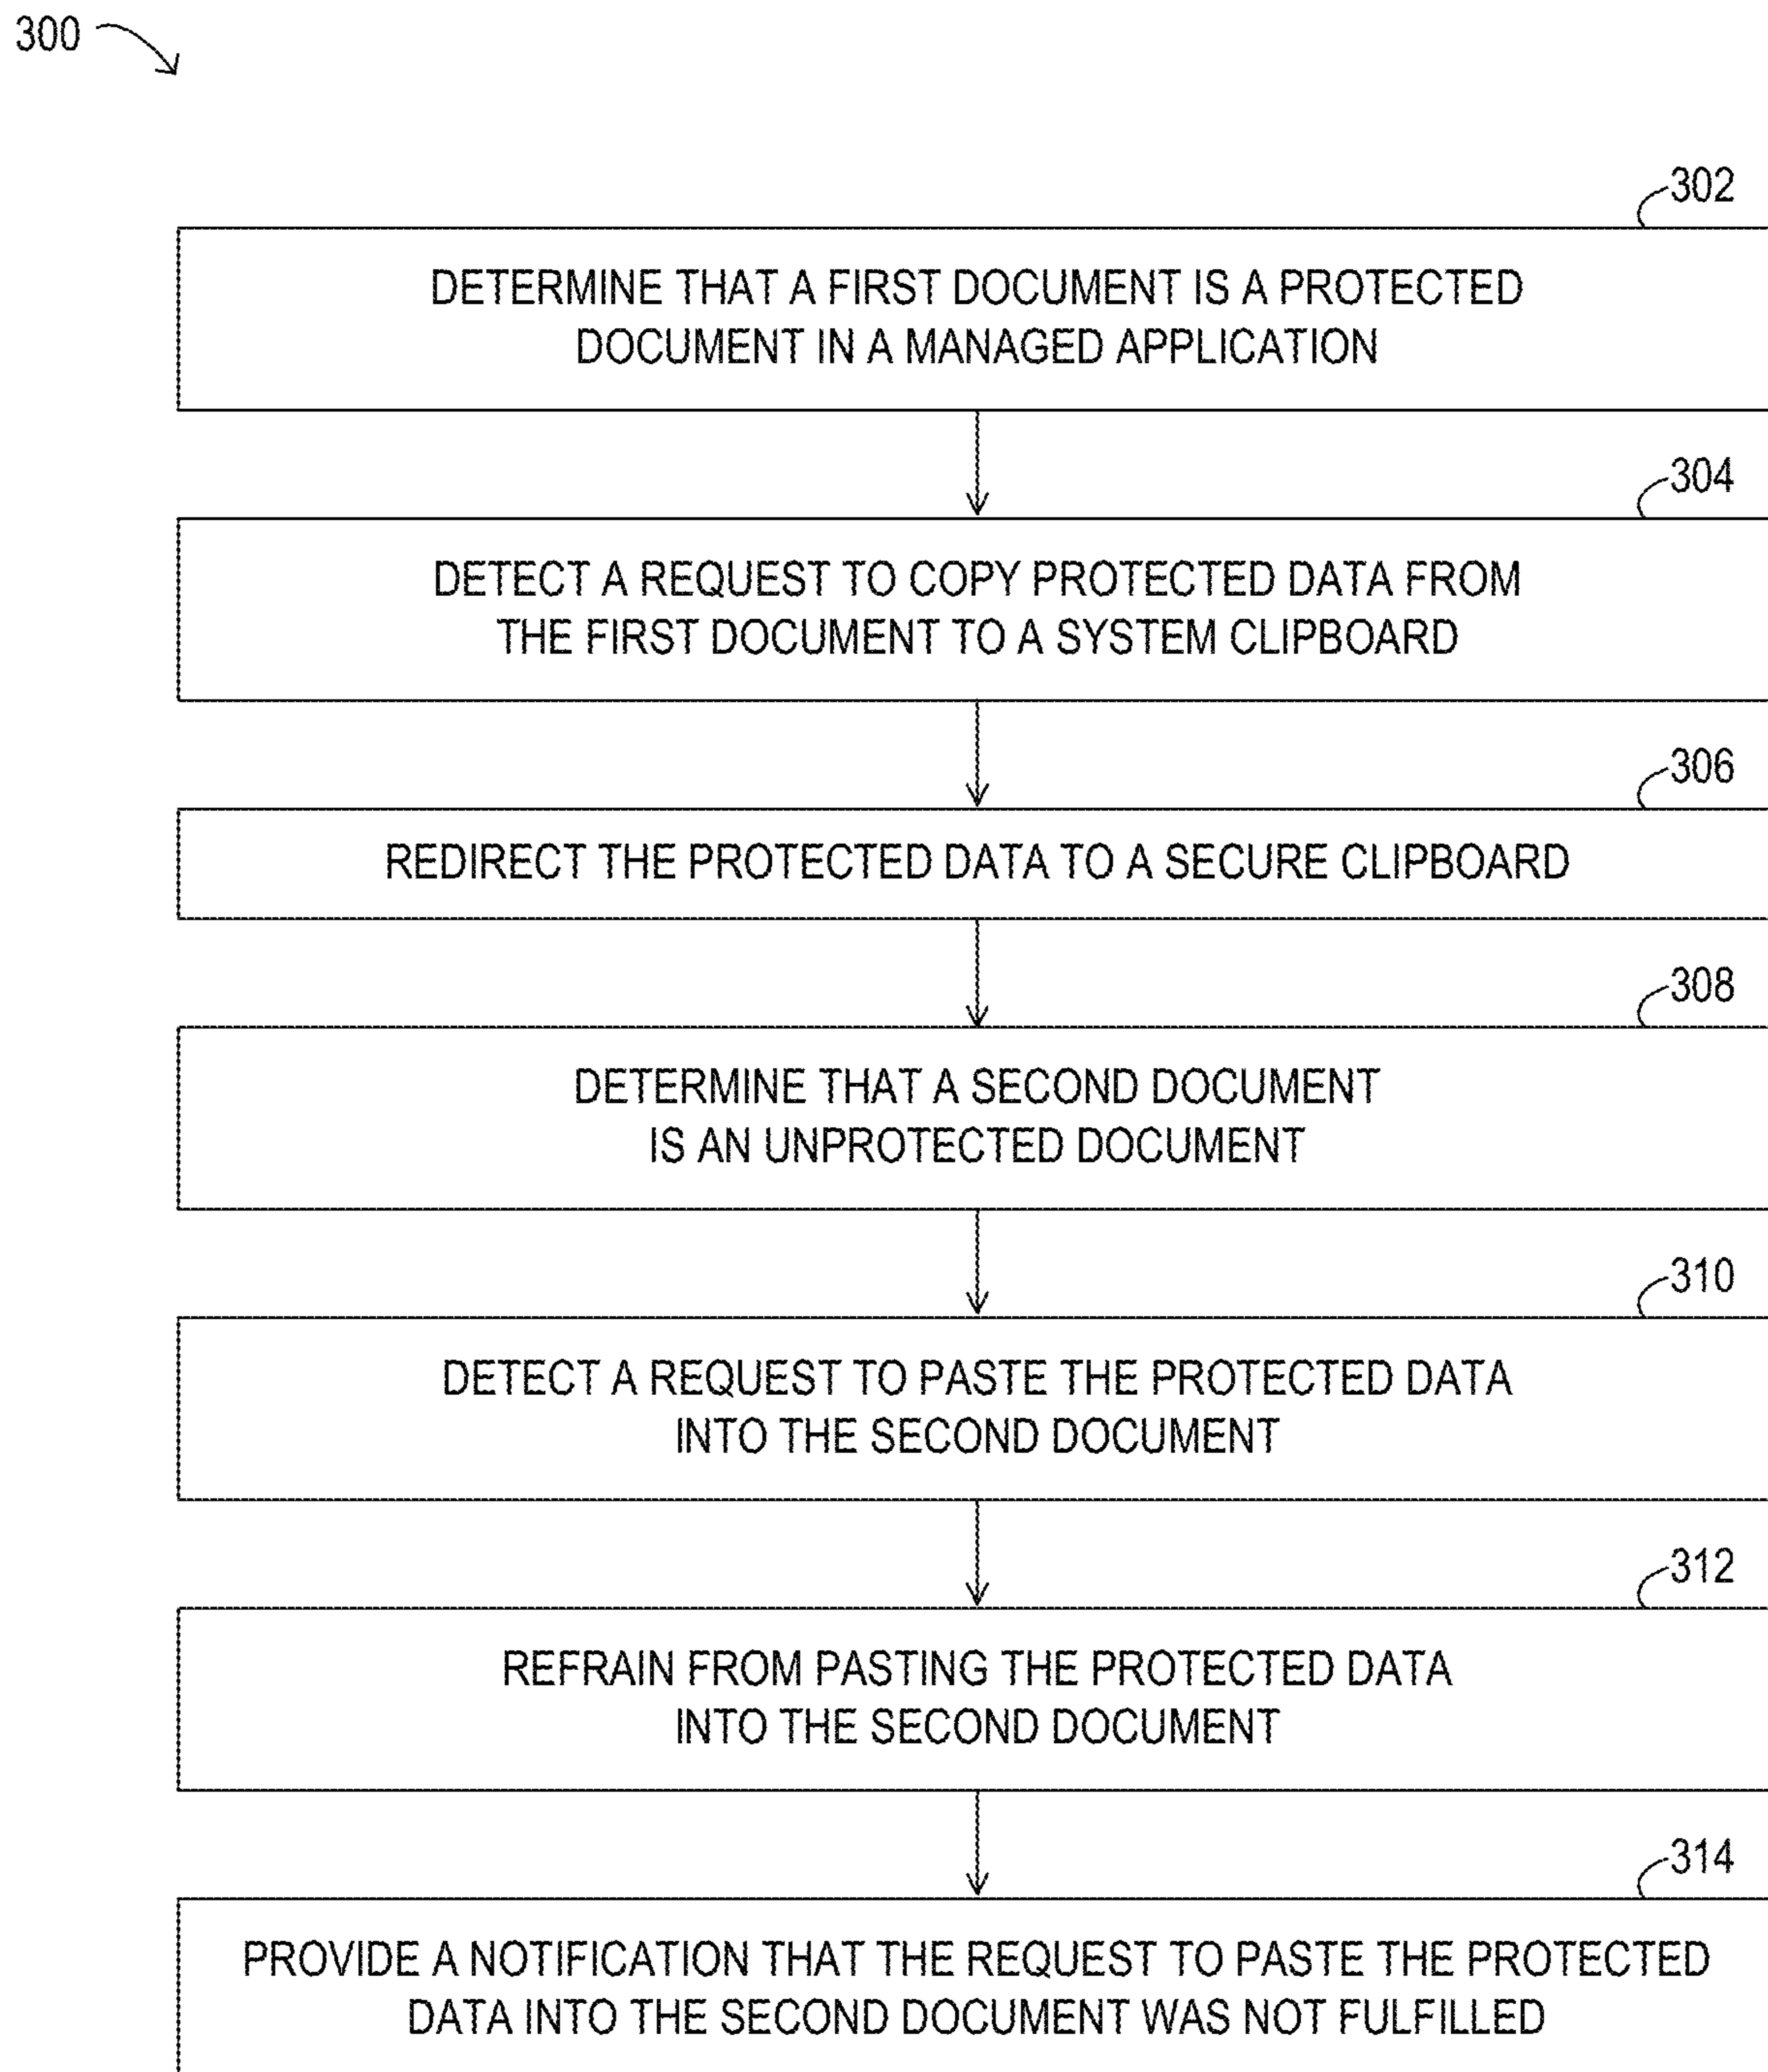 300
302
DETERMINE THAT A FIRST DOCUMENT IS A PROTECTED
DOCUMENT IN A MANAGED APPLICATION
304
DETECT A REQUEST TO COPY PROTECTED DATA FROM
THE FIRST DOCUMENT TO A SYSTEM CLIPBOARD
306
REDIRECT THE PROTECTED DATA TO A SECURE CLIPBOARD
308
DETERMINE THAT A SECOND DOCUMENT
IS AN UNPROTECTED DOCUMENT
310
DETECT A REQUEST TO PASTE THE PROTECTED DATA
INTO THE SECOND DOCUMENT
312
REFRAIN FROM PASTING THE PROTECTED DATA
INTO THE SECOND DOCUMENT
314
PROVIDE A NOTIFICATION THAT THE REQUEST TO PASTE THE PROTECTED
DATA INTO THE SECOND DOCUMENT WAS NOT FULFILLED